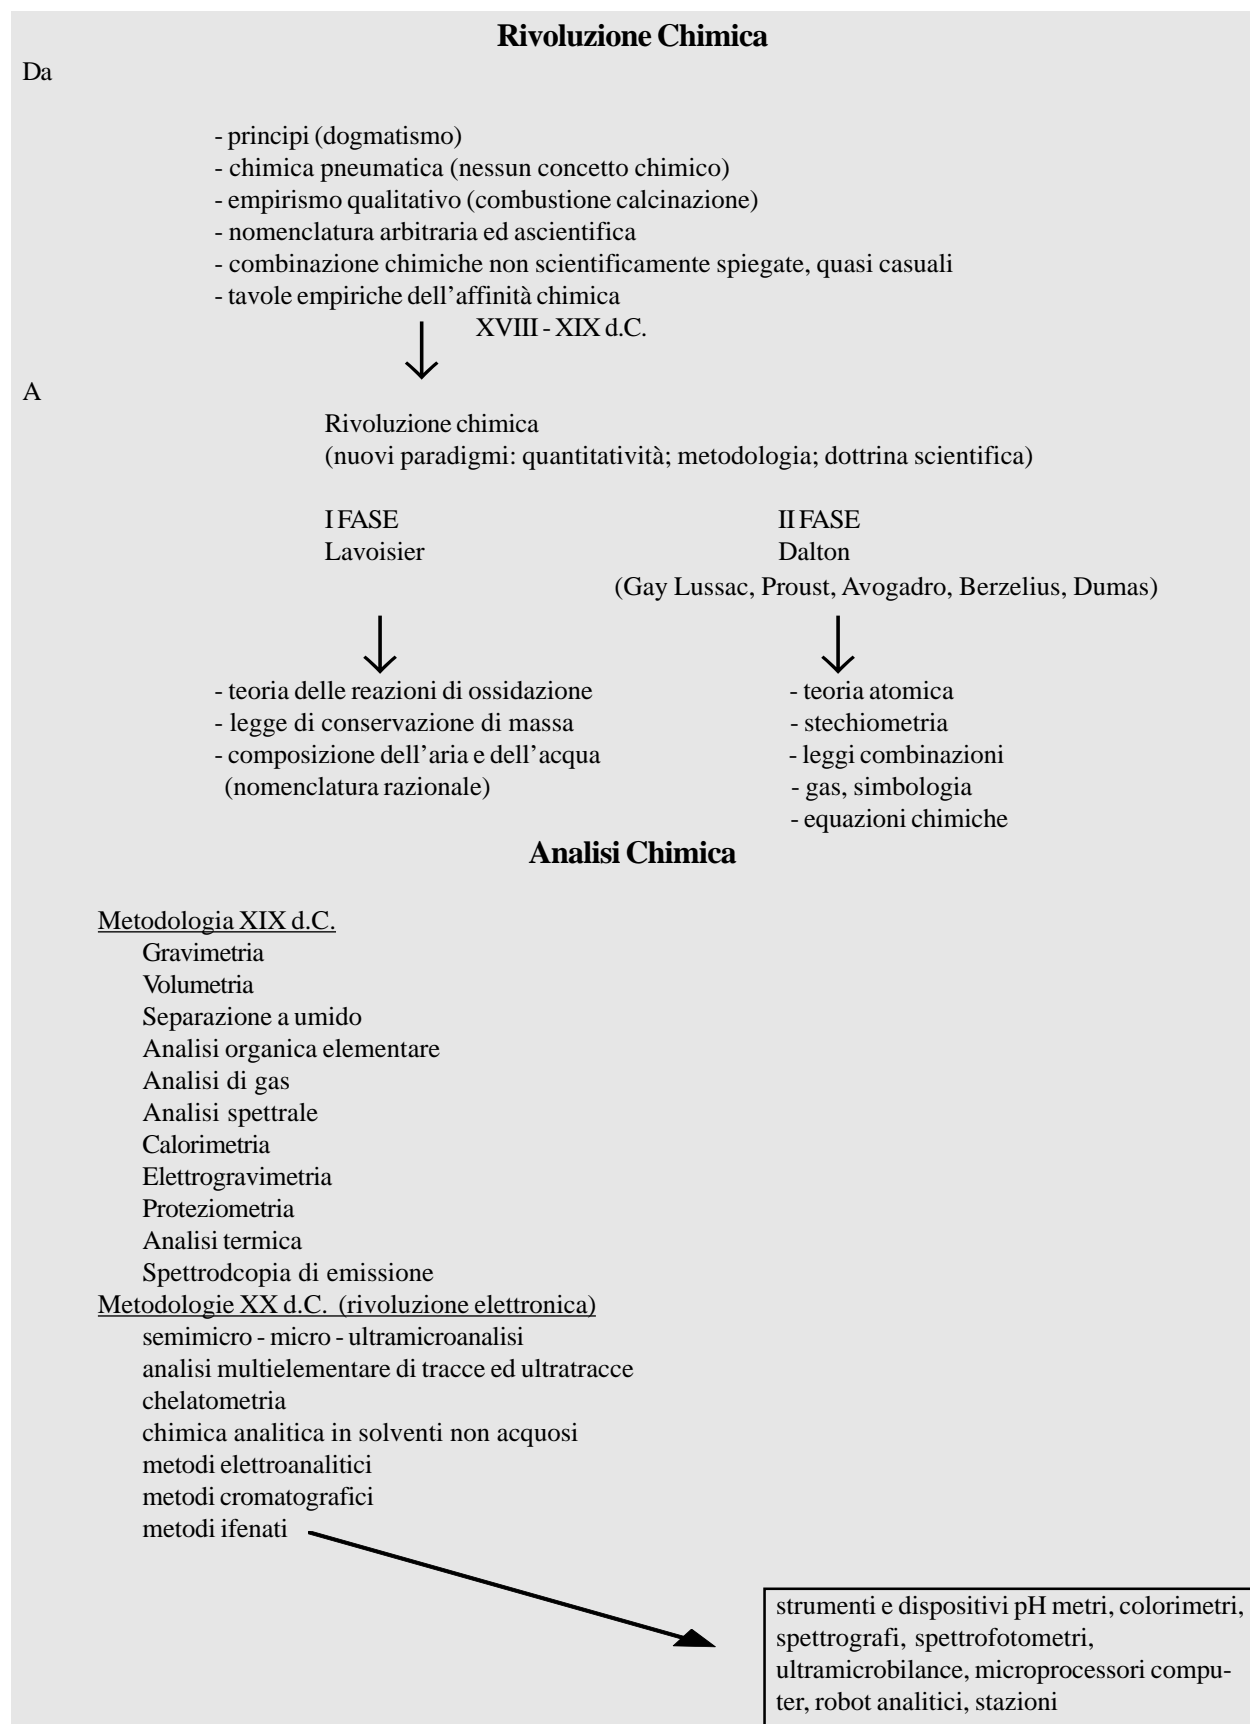 Rivoluzione Chimica
Da
- principi (dogmatismo)
- chimica pneumatica (nessun concetto chimico)
- empirismo qualitativo (combustione calcinazione)
- nomenclatura arbitraria ed ascientifica
- combinazione chimiche non scientificamente spiegate, quasi casuali
- tavole empiriche dell'affinità chimica
XVIII - XIX d.C.
A
Rivoluzione chimica
(nuovi paradigmi: quantitatività; metodologia; dottrina scientifica)
I FASE
Lavoisier
II FASE
Dalton
(Gay Lussac, Proust, Avogadro, Berzelius, Dumas)
- teoria delle reazioni di ossidazione
- legge di conservazione di massa
- composizione dell'aria e dell'acqua
(nomenclatura razionale)
- teoria atomica
- stechiometria
- leggi combinazioni
- gas, simbologia
- equazioni chimiche
Analisi Chimica
Metodologia XIX d.C.
Gravimetria
Volumetria
Separazione a umido
Analisi organica elementare
Analisi di gas
Analisi spettrale
Calorimetria
Elettrogravimetria
Proteziometria
Analisi termica
Spettrodcopia di emissione
Metodologie XX d.C. (rivoluzione elettronica)
semimicro - micro - ultramicroanalisi
analisi multielementare di tracce ed ultratracce
chelatometria
chimica analitica in solventi non acquosi
metodi elettroanalitici
metodi cromatografici
metodi ifenati
strumenti e dispositivi pH metri, colorimetri,
spettrografi, spettrofotometri,
ultramicrobilance, microprocessori compu-
ter, robot analitici, stazioni